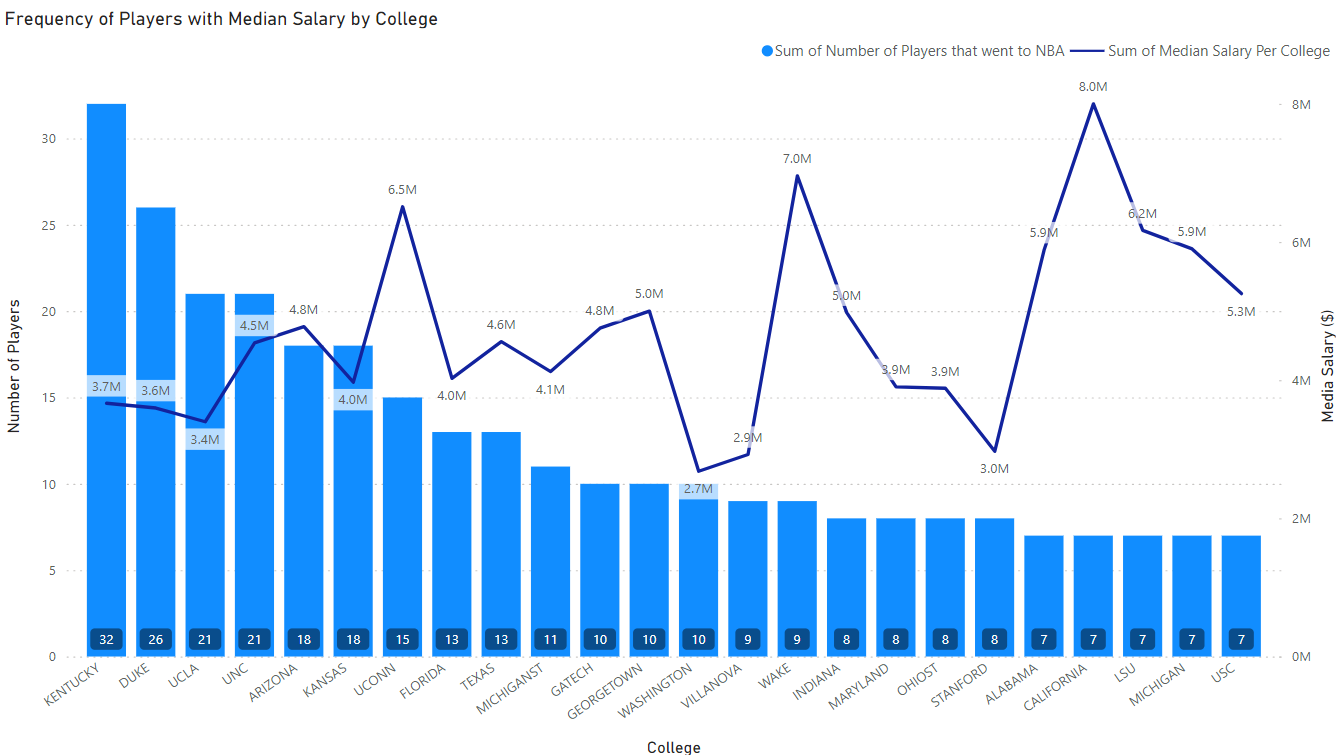 Frequency of Players with Median Salary by College
Sum of Number of Players that went to NBA Sum of Median Salary Per College
Number of Players
30
25
20
15
10
5
0
3.7M
3.6M
3.4M
4.5M
4.8M
4.0M
6.5M
4.0M
4.6M
4.1M
4.8M
5.0M
2.7M
2.9M
7.0M
5.0M
3.9M
3.9M
3.0M
5.9M
8.0M
6.2M
5.9M
5.3M
32 26 21 21 18 18 15 13 13 11 10 10 10 9 9 8 8 8 8 7 7 7 7 7
8M
6M
4M
2M
0M
Media Salary ($)
KENTUCKY
DUKE
UCLA
UNC
ARIZONA
KANSAS
UCONN
FLORIDA
TEXAS
MICHIGANST
GATECH
GEORGETOWN
WASHINGTON
VILLANOVA
WAKE
INDIANA
MARYLAND
OHIOST
STANFORD
ALABAMA
CALIFORNIA
LSU
MICHIGAN
USC
College